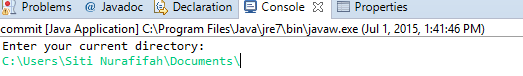 Problems @ Javadoc Declaration Console
commit [Java Application] C:\Program Files\Java\jre7\bin\javaw.exe (Jul 1, 2015, 1:41:46 PM)
Enter your current directory:
C:\Users\Siti Nurafifah\Documents\